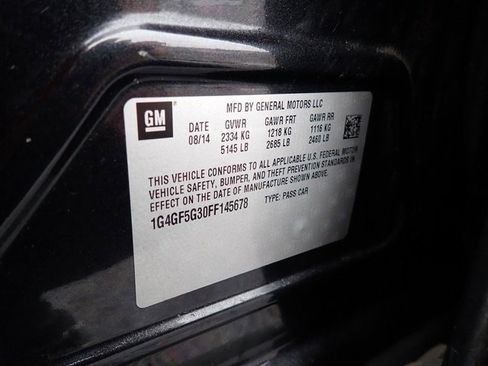 MFD BY GENERAL MOTORS LLC
GM
DATE GVWR GAWR FRT GAWR RR
08/14 2334 KG 1218 KG 1116 KG
5145 LB 2685 LB 2460 LB
THIS VEHICLE CONFORMS TO ALL APPLICABLE U.S. FEDERAL MOTOR
VEHICLE SAFETY, BUMPER, AND THEFT PREVENTION STANDARDS IN
EFFECT ON THE DATE OF MANUFACTURE SHOWN ABOVE.
1G4GF5G30FF145678 TYPE: PASS CAR